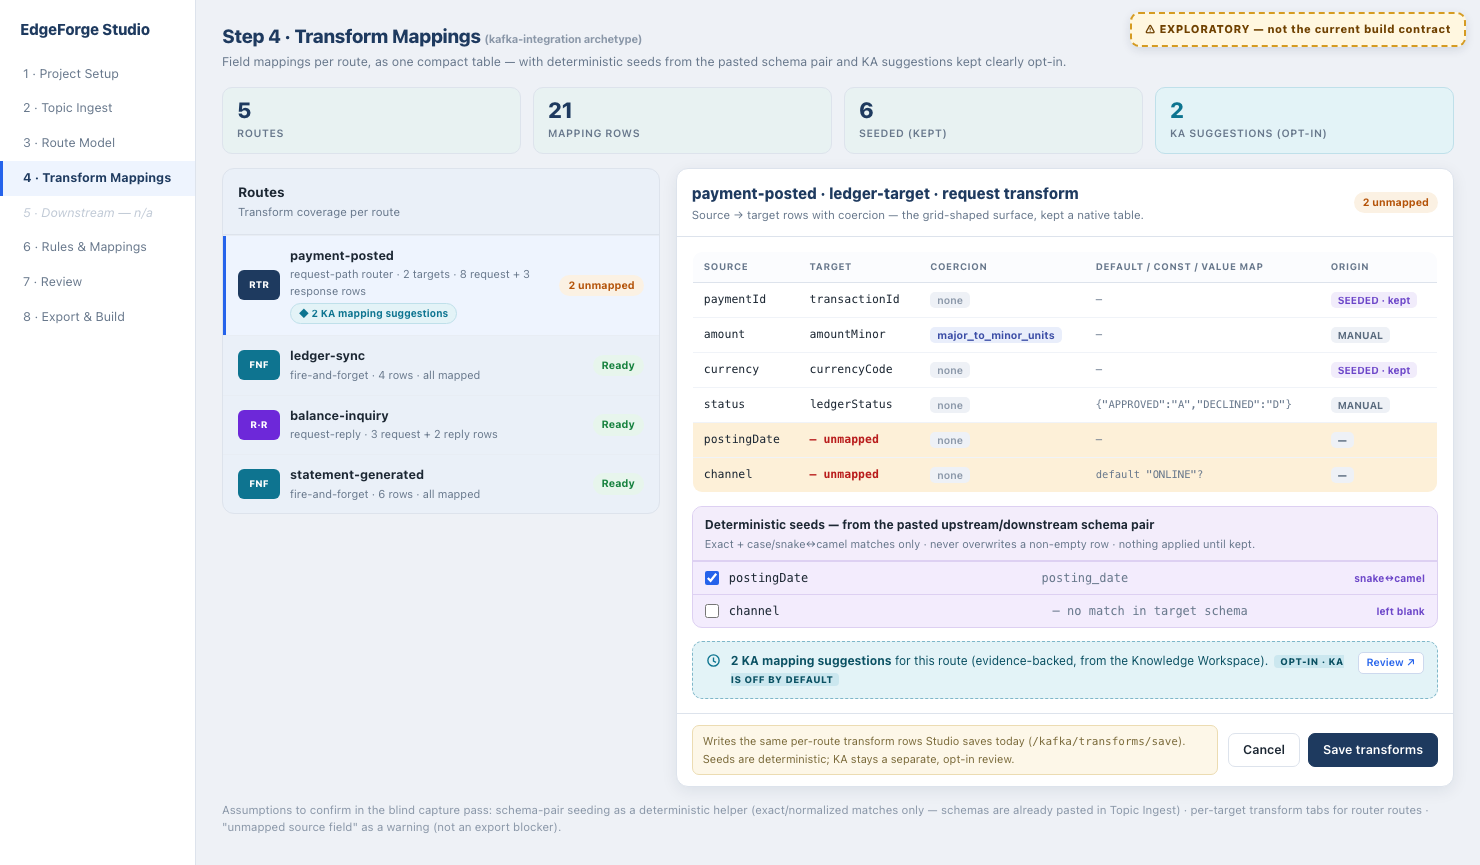 EdgeForge Studio
1 · Project Setup
2 · Topic Ingest
3 · Route Model
4 · Transform Mappings
5 · Downstream — n/a
6 · Rules & Mappings
7 · Review
8 · Export & Build
⚠ EXPLORATORY — not the current build contract
Step 4 · Transform Mappings (kafka-integration archetype)
Field mappings per route, as one compact table — with deterministic seeds from the pasted schema pair and KA suggestions kept clearly opt-in.
5
ROUTES
21
MAPPING ROWS
6
SEEDED (KEPT)
2
KA SUGGESTIONS (OPT-IN)
Routes
Transform coverage per route
RTR
payment-posted
request-path router · 2 targets · 8 request + 3
response rows
◆ 2 KA mapping suggestions
2 unmapped
FNF
ledger-sync
fire-and-forget · 4 rows · all mapped
Ready
R·R
balance-inquiry
request-reply · 3 request + 2 reply rows
Ready
FNF
statement-generated
fire-and-forget · 6 rows · all mapped
Ready
payment-posted · ledger-target · request transform
Source → target rows with coercion — the grid-shaped surface, kept a native table.
2 unmapped
SOURCE TARGET COERCION DEFAULT / CONST / VALUE MAP ORIGIN
paymentId transactionId none — SEEDED · kept
amount amountMinor major_to_minor_units — MANUAL
currency currencyCode none — SEEDED · kept
status ledgerStatus none {"APPROVED":"A","DECLINED":"D"} MANUAL
postingDate — unmapped none — —
channel — unmapped none default "ONLINE"? —
Deterministic seeds — from the pasted upstream/downstream schema pair
Exact + case/snake↔camel matches only · never overwrites a non-empty row · nothing applied until kept.
postingDate posting_date snake↔camel
channel — no match in target schema left blank
2 KA mapping suggestions for this route (evidence-backed, from the Knowledge Workspace). OPT-IN · KA
IS OFF BY DEFAULT
Review ↗
Writes the same per-route transform rows Studio saves today (/kafka/transforms/save).
Seeds are deterministic; KA stays a separate, opt-in review.
Cancel
Save transforms
Assumptions to confirm in the blind capture pass: schema-pair seeding as a deterministic helper (exact/normalized matches only — schemas are already pasted in Topic Ingest) · per-target transform tabs for router routes ·
"unmapped source field" as a warning (not an export blocker).